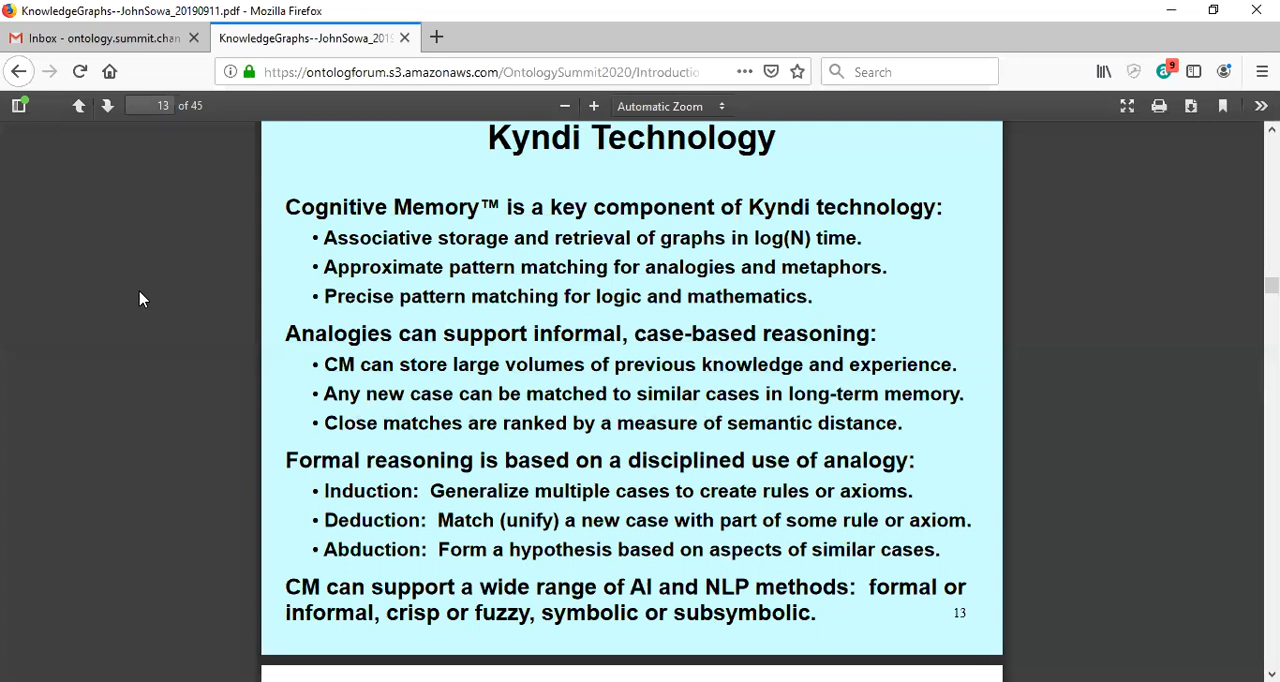 KnowledgeGraphs--JohnSowa_20190911.pdf - Mozilla Firefox
Inbox - ontology.summit.chan
KnowledgeGraphs--JohnSowa_201
https://ontologforum.s3.amazonaws.com/OntologySummit2020/Introductio
Search
9
13 of 45
Automatic Zoom
Kyndi Technology
Cognitive Memory™ is a key component of Kyndi technology:
• Associative storage and retrieval of graphs in log(N) time.
• Approximate pattern matching for analogies and metaphors.
• Precise pattern matching for logic and mathematics.
Analogies can support informal, case-based reasoning:
• CM can store large volumes of previous knowledge and experience.
• Any new case can be matched to similar cases in long-term memory.
• Close matches are ranked by a measure of semantic distance.
Formal reasoning is based on a disciplined use of analogy:
• Induction: Generalize multiple cases to create rules or axioms.
• Deduction: Match (unify) a new case with part of some rule or axiom.
• Abduction: Form a hypothesis based on aspects of similar cases.
CM can support a wide range of AI and NLP methods: formal or
informal, crisp or fuzzy, symbolic or subsymbolic.
13